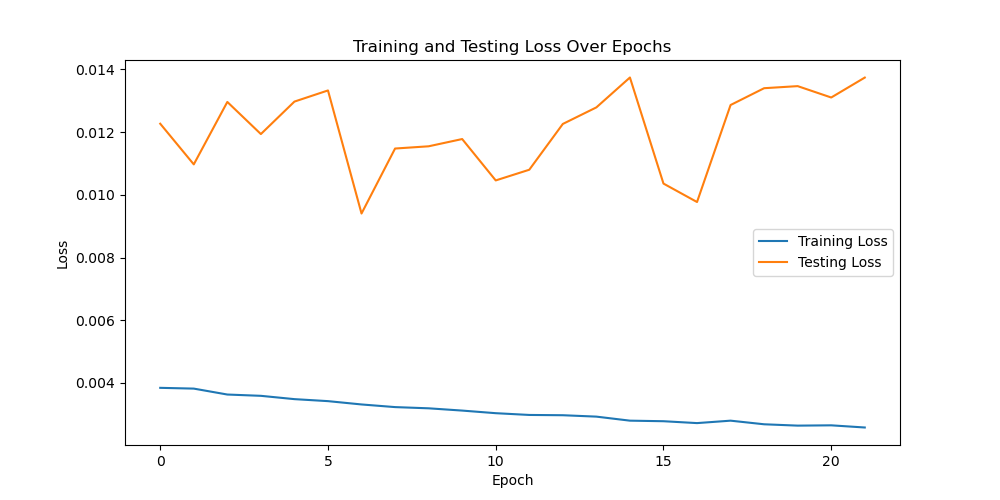 Training and Testing Loss Over Epochs
0.014
0.012
0.010
0.008
0.006
0.004
Loss
Training Loss
Testing Loss
0
5
10
15
20
Epoch